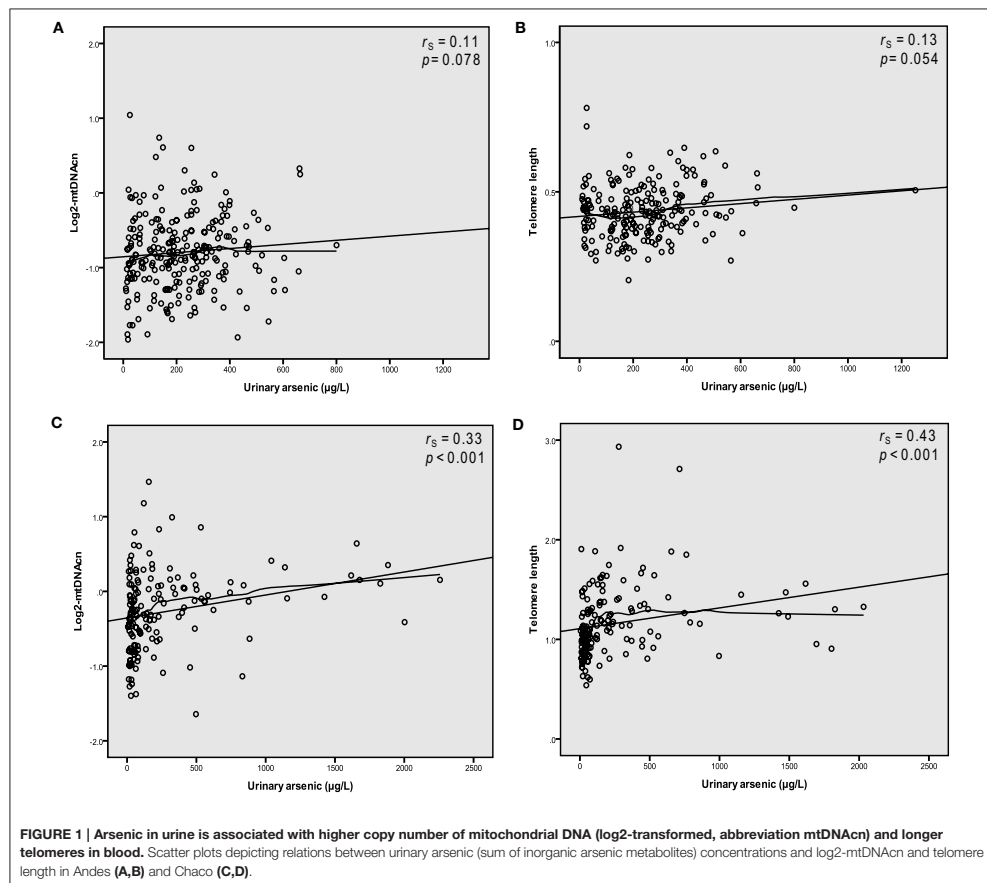 A
r_S = 0.11
p = 0.078
2.0
1.0
.0
-1.0
-2.0
Log2-mtDNAcn
0 200 400 600 800 1000 1200
Urinary arsenic (µg/L)
B
r_S = 0.13
p = 0.054
1.0
0.5
.0
Telomere length
0 200 400 600 800 1000 1200
Urinary arsenic (µg/L)
C
r_S = 0.33
p < 0.001
2.0
1.0
.0
-1.0
-2.0
Log2-mtDNAcn
0 500 1000 1500 2000 2500
Urinary arsenic (µg/L)
D
r_S = 0.43
p < 0.001
3.0
2.0
1.0
.0
Telomere length
0 500 1000 1500 2000 2500
Urinary arsenic (µg/L)
FIGURE 1 | Arsenic in urine is associated with higher copy number of mitochondrial DNA (log2-transformed, abbreviation mtDNAcn) and longer
telomeres in blood. Scatter plots depicting relations between urinary arsenic (sum of inorganic arsenic metabolites) concentrations and log2-mtDNAcn and telomere
length in Andes (A,B) and Chaco (C,D).